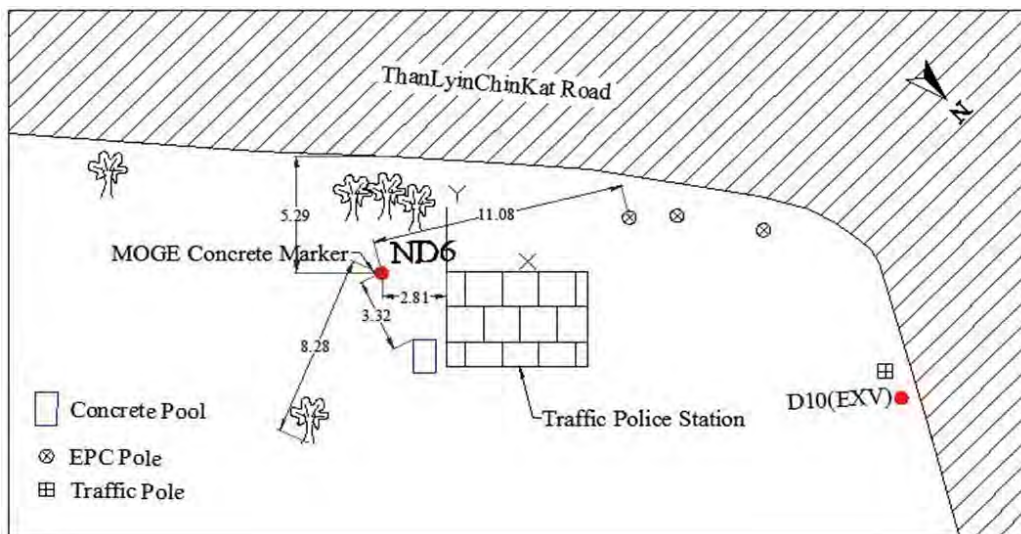 ThanLyinChinKat Road
N
Y
5.29
11.08
MOGE Concrete Marker
ND6
X
2.81
3.32
8.28
D10(EXV)
Concrete Pool
Traffic Police Station
EPC Pole
Traffic Pole